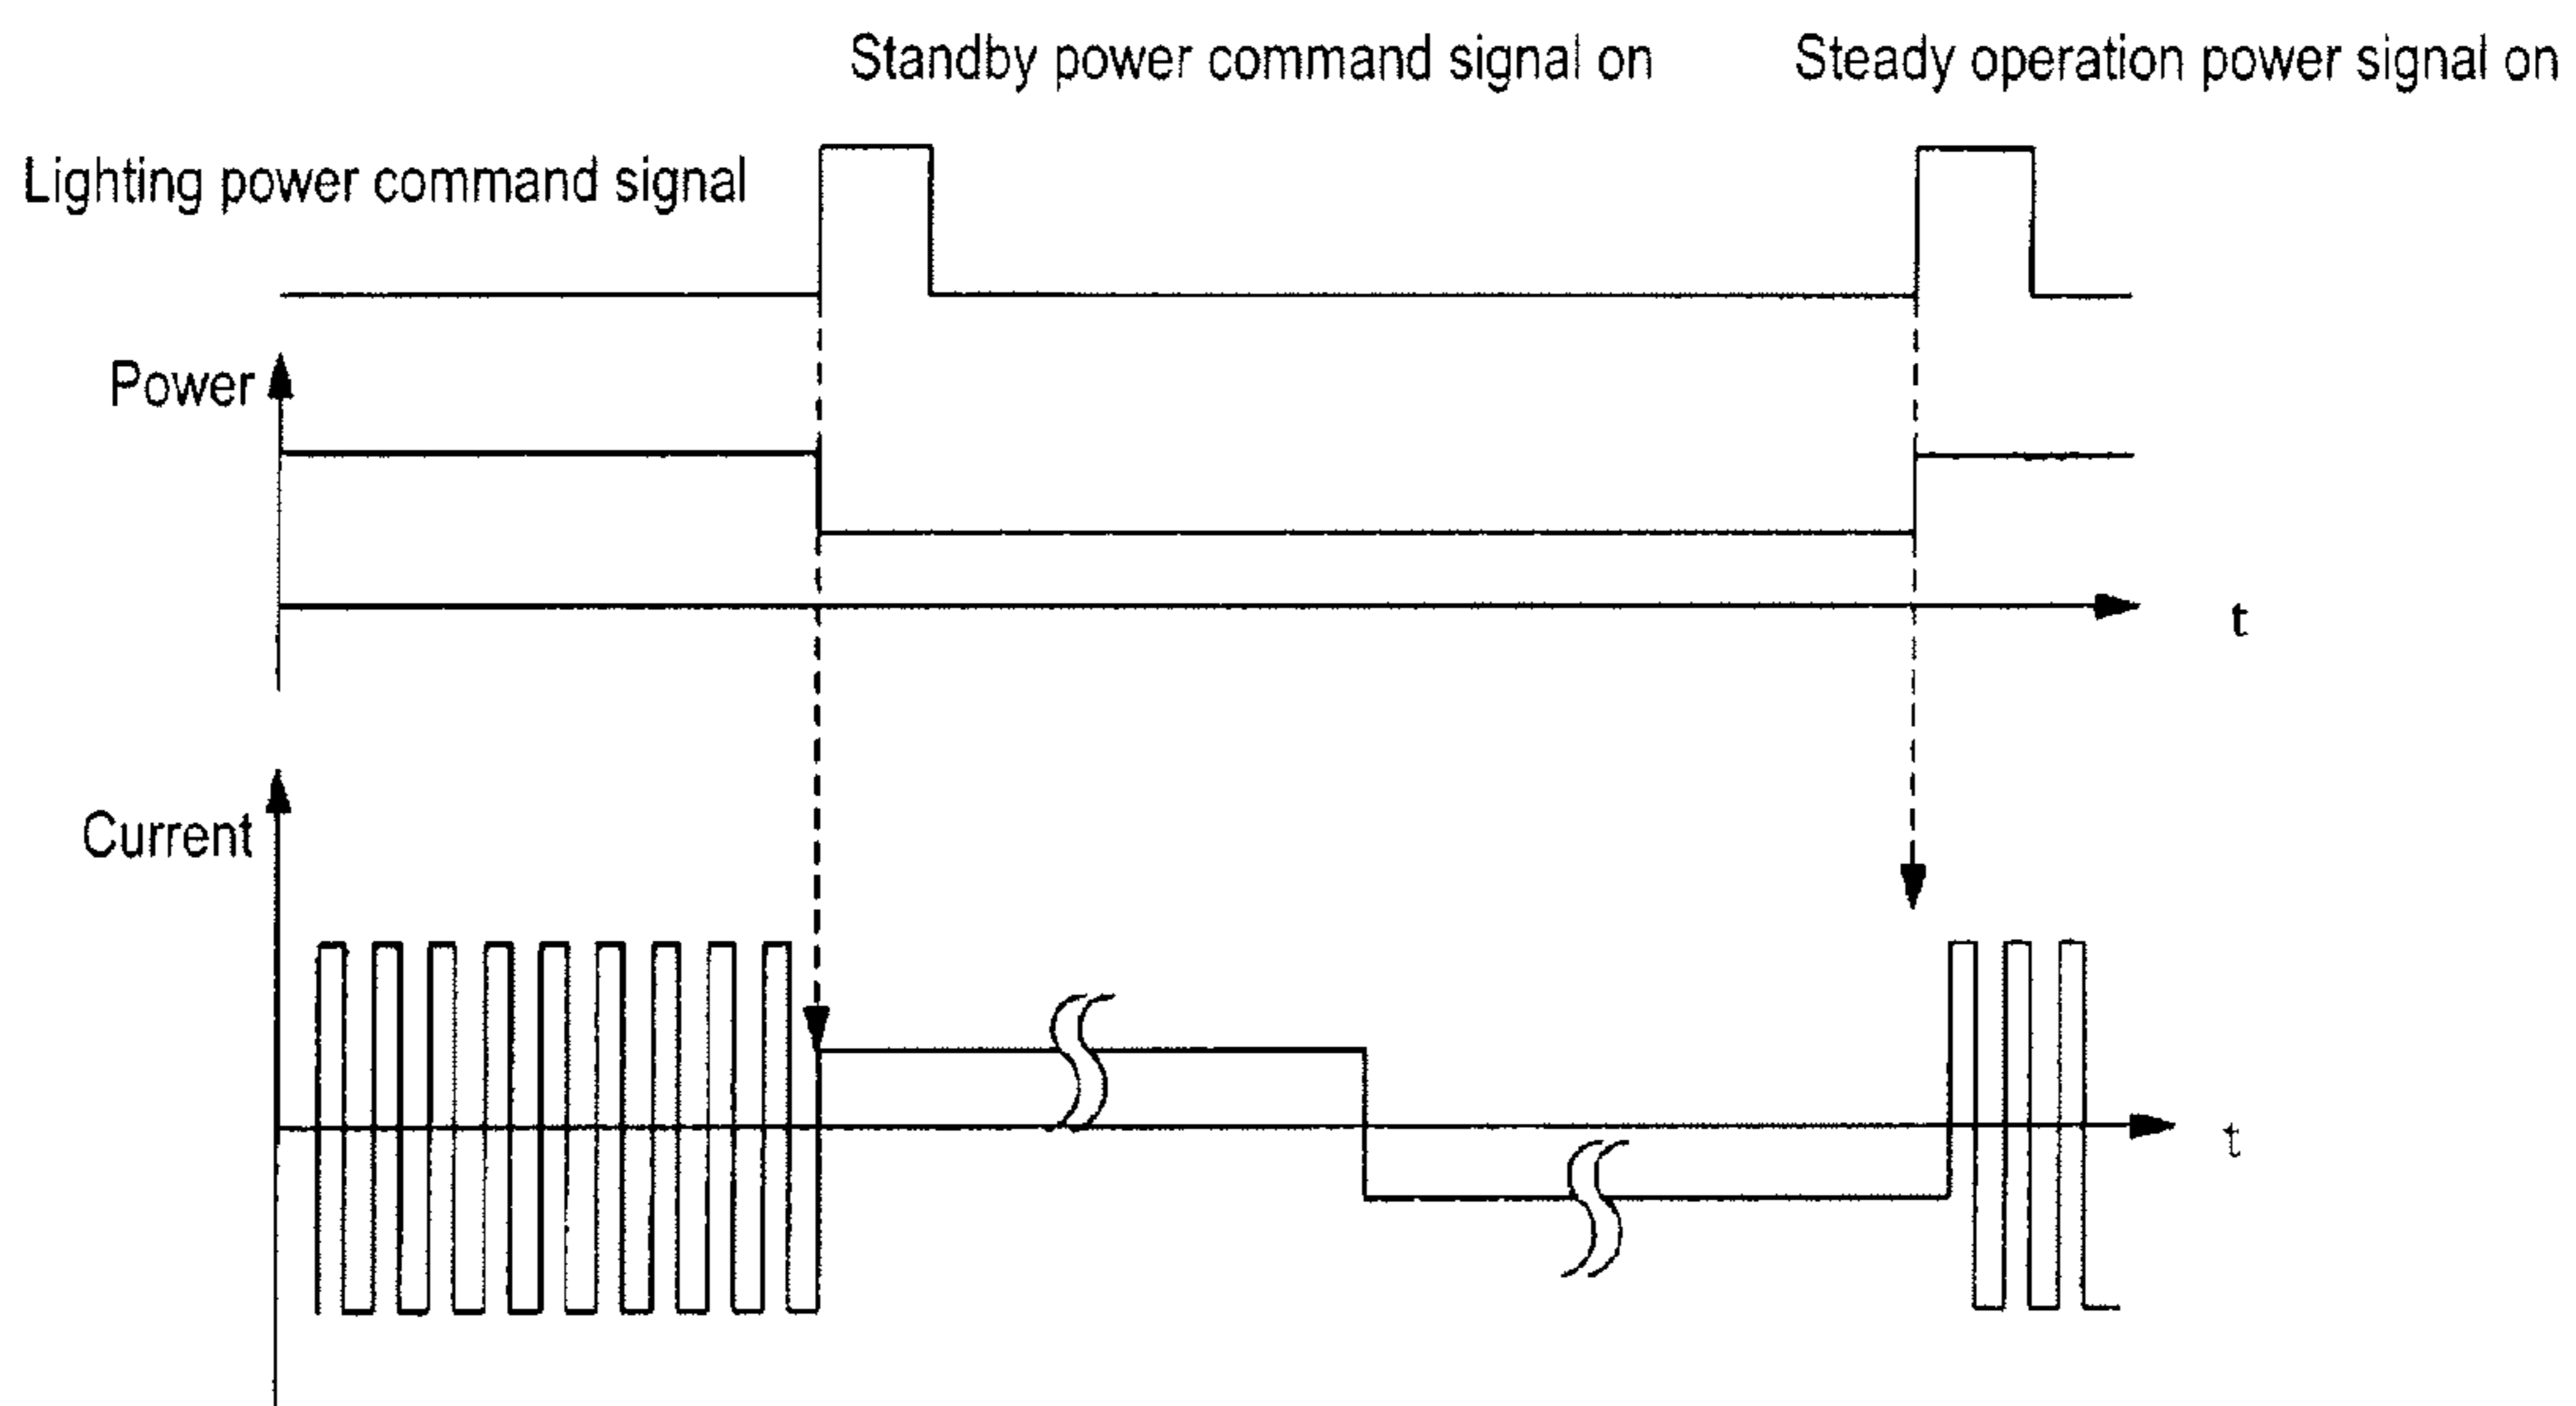 Standby power command signal on
Steady operation power signal on
Lighting power command signal
Power
t
Current
t